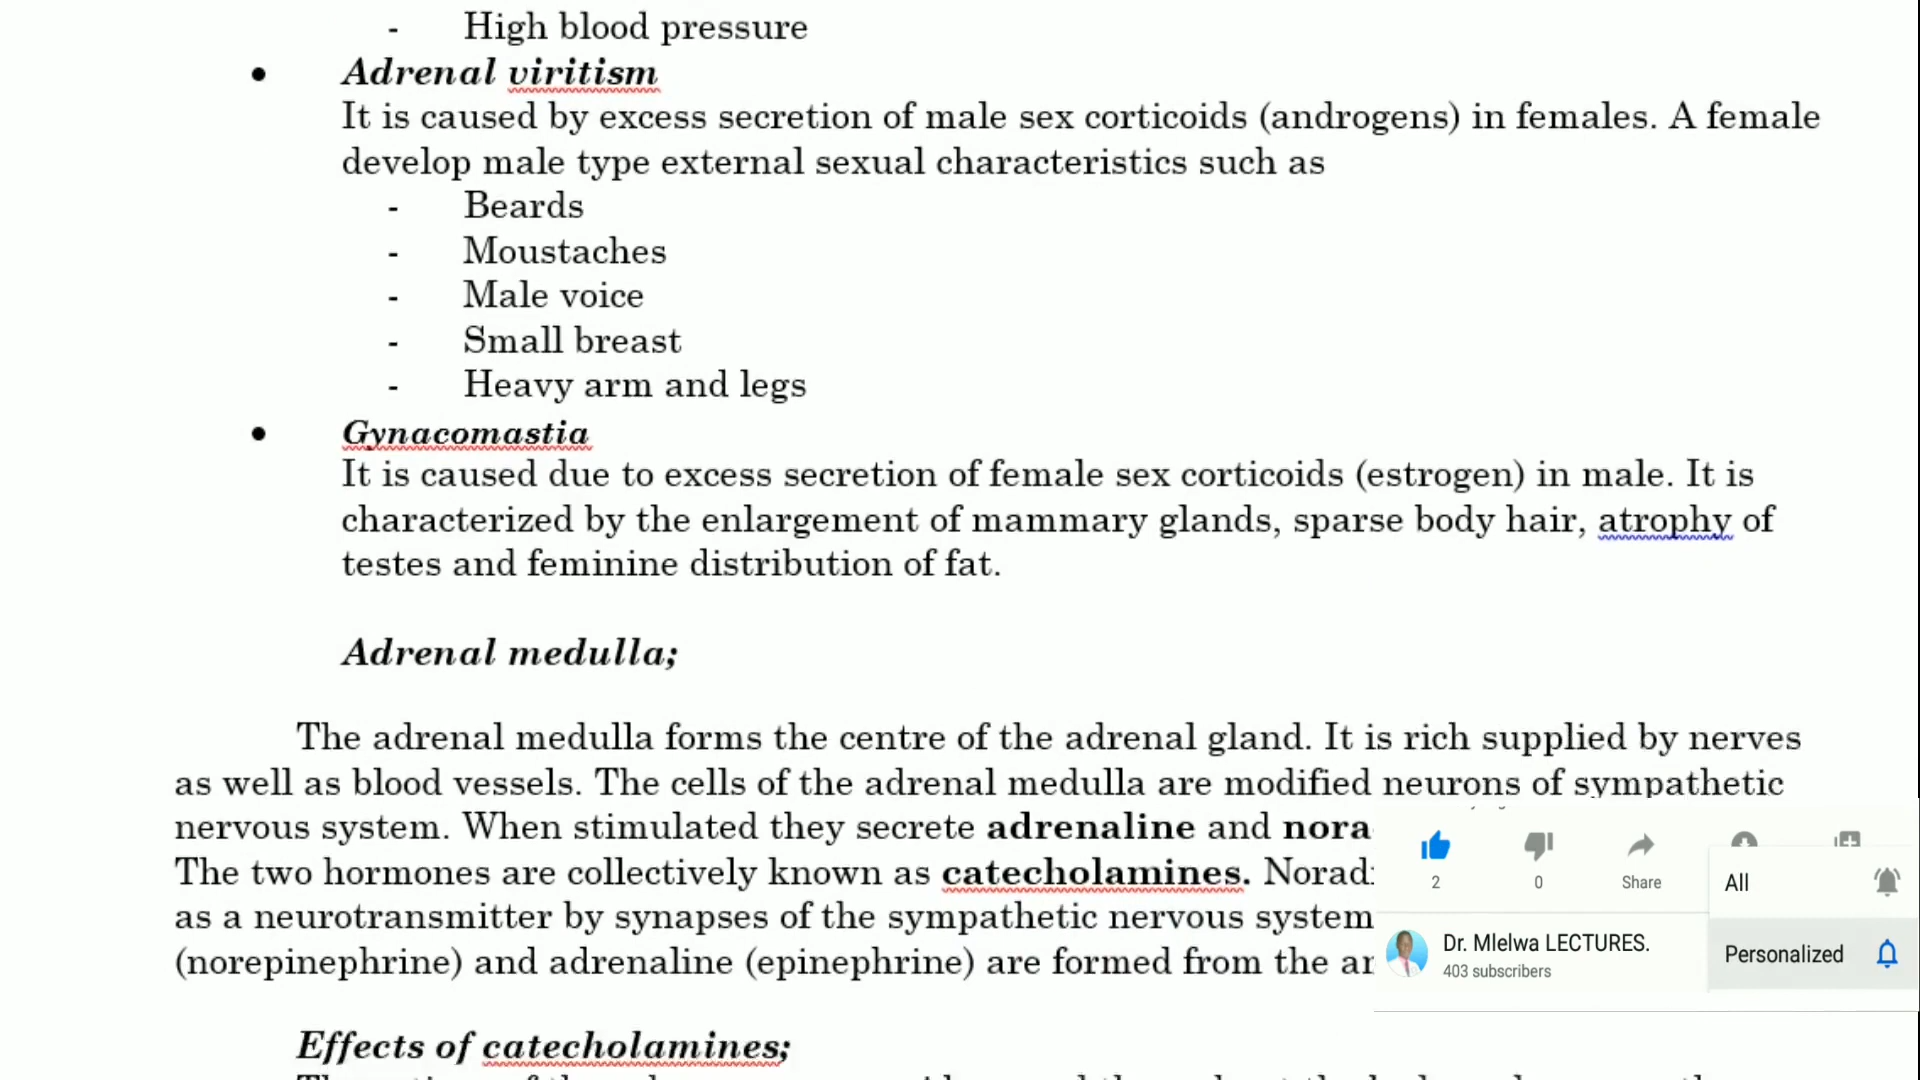 - High blood pressure
• Adrenal viritism
It is caused by excess secretion of male sex corticoids (androgens) in females. A female
develop male type external sexual characteristics such as
- Beards
- Moustaches
- Male voice
- Small breast
- Heavy arm and legs
• Gynacomastia
It is caused due to excess secretion of female sex corticoids (estrogen) in male. It is
characterized by the enlargement of mammary glands, sparse body hair, atrophy of
testes and feminine distribution of fat.
Adrenal medulla;
The adrenal medulla forms the centre of the adrenal gland. It is rich supplied by nerves
as well as blood vessels. The cells of the adrenal medulla are modified neurons of sympathetic
nervous system. When stimulated they secrete adrenaline and nora
The two hormones are collectively known as catecholamines. Norad
as a neurotransmitter by synapses of the sympathetic nervous system
(norepinephrine) and adrenaline (epinephrine) are formed from the
2 0 Share
All
Dr. Mlelwa LECTURES.
403 subscribers
Personalized
Effects of catecholamines;